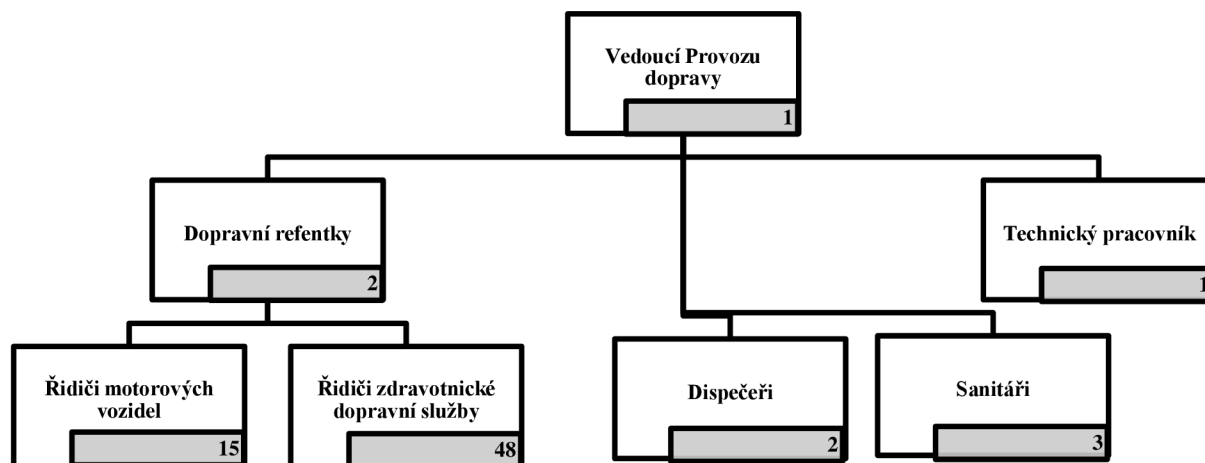 Vedoucí Provozu
dopravy
1
Dopravní refentky
2
Technický pracovník
1
Řidiči motorových
vozidel
15
Řidiči zdravotnické
dopravní služby
48
Dispečeři
2
Sanitáři
3